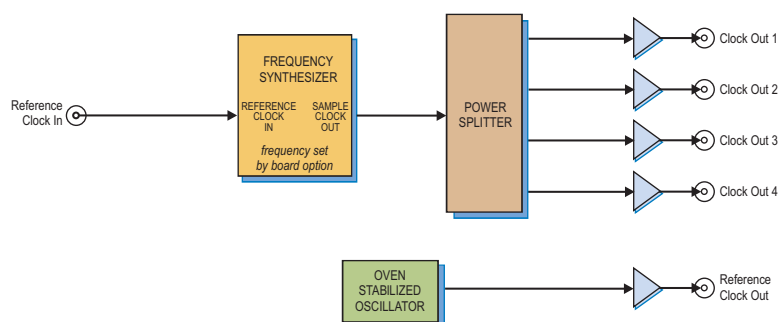 Reference
Clock In
FREQUENCY
SYNTHESIZER
REFERENCE
CLOCK
IN
SAMPLE
CLOCK
OUT
frequency set
by board option
POWER
SPLITTER
Clock Out 1
Clock Out 2
Clock Out 3
Clock Out 4
OVEN
STABILIZED
OSCILLATOR
Reference
Clock Out